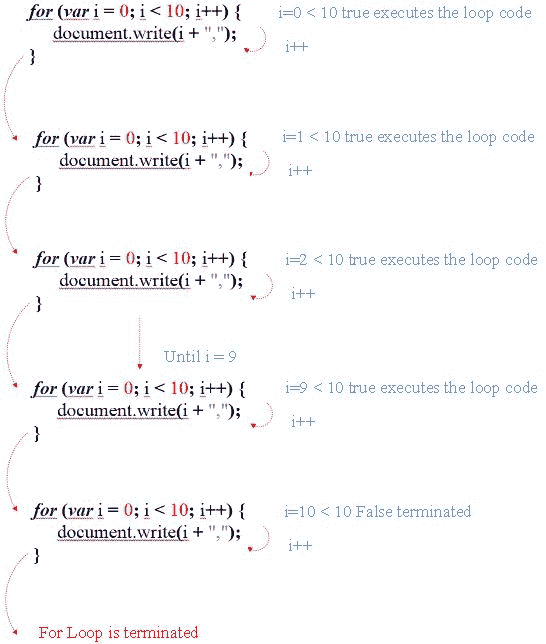 for (var i = 0; i < 10; i++) { i=0 < 10 true executes the loop code
document.write(i + ",");
i++
}
for (var i = 0; i < 10; i++) { i=1 < 10 true executes the loop code
document.write(i + ",");
i++
}
for (var i = 0; i < 10; i++) { i=2 < 10 true executes the loop code
document.write(i + ",");
i++
}
Until i = 9
for (var i = 0; i < 10; i++) { i=9 < 10 true executes the loop code
document.write(i + ",");
i++
}
for (var i = 0; i < 10; i++) { i=10 < 10 False terminated
document.write(i + ",");
i++
}
For Loop is terminated